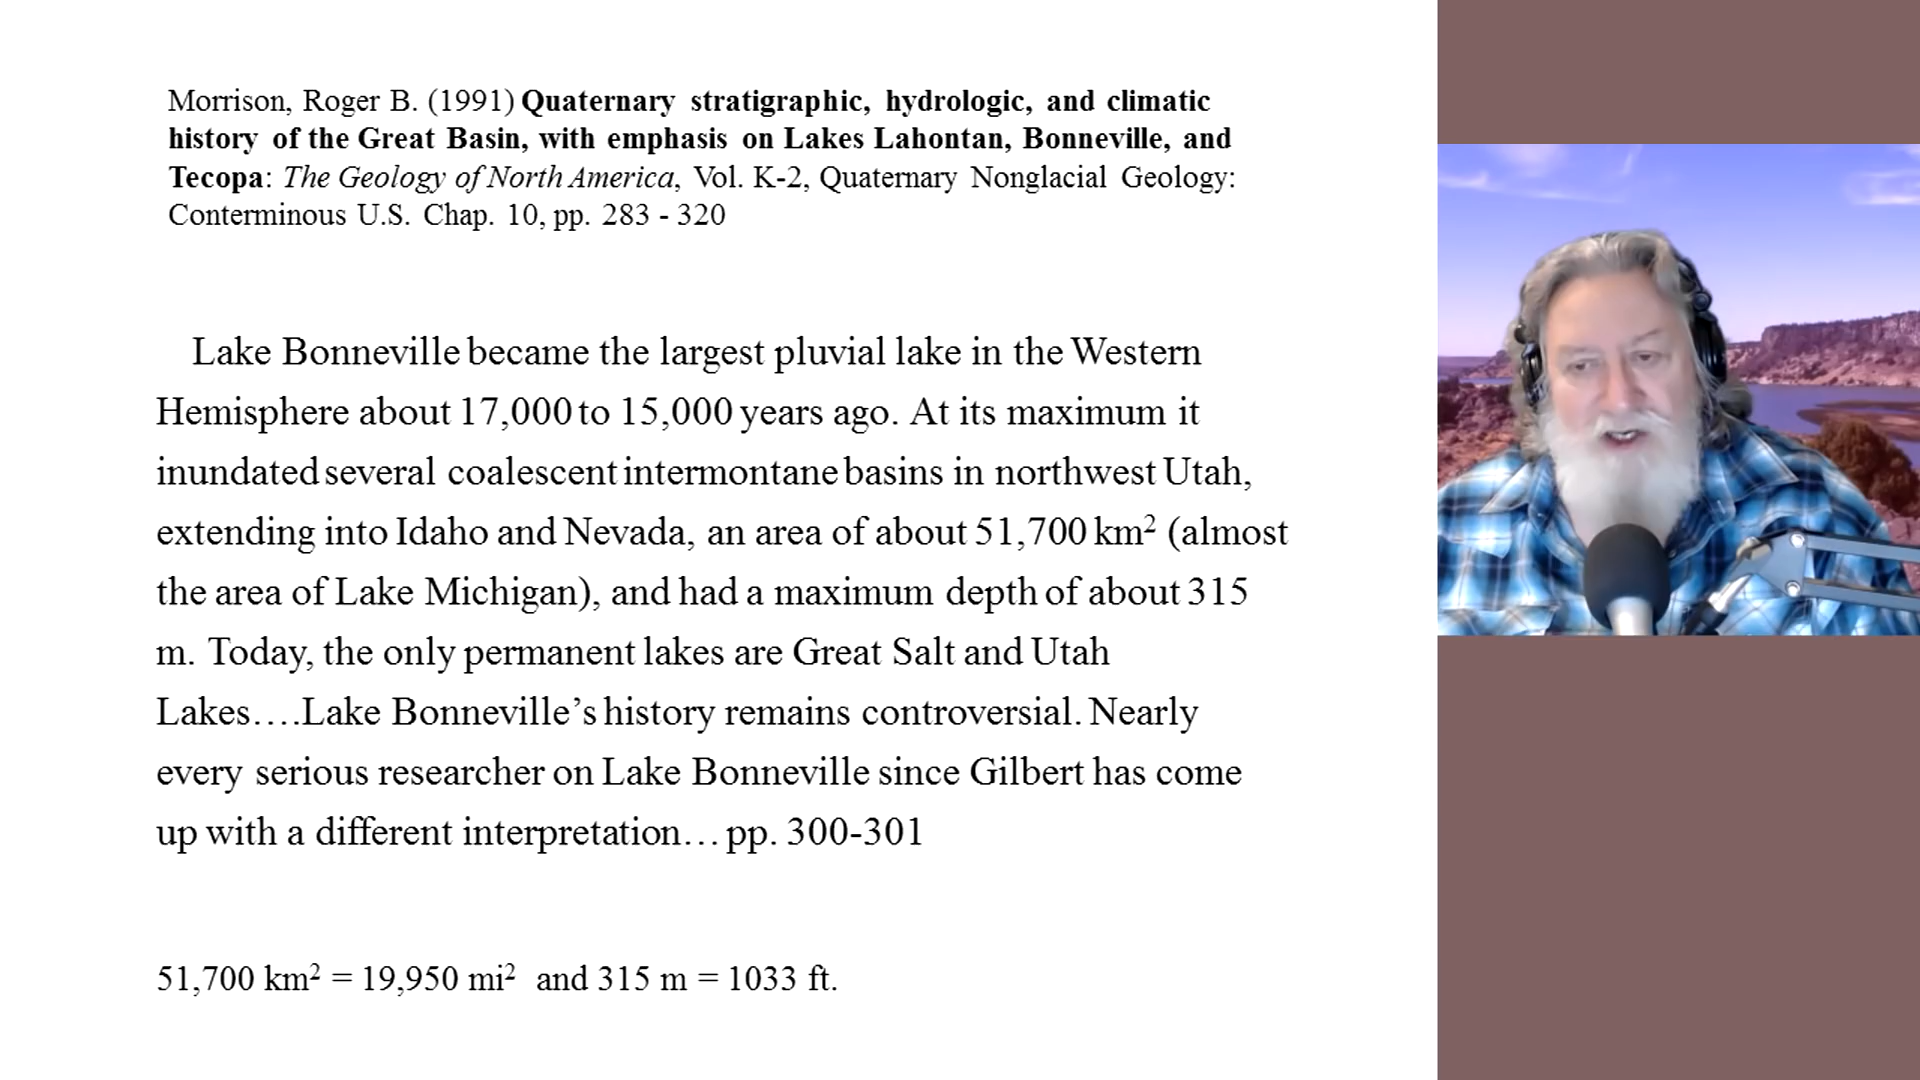 Morrison, Roger B. (1991) Quaternary stratigraphic, hydrologic, and climatic
history of the Great Basin, with emphasis on Lakes Lahontan, Bonneville, and
Tecopa: The Geology of North America, Vol. K-2, Quaternary Nonglacial Geology:
Conterminous U.S. Chap. 10, pp. 283 - 320
Lake Bonneville became the largest pluvial lake in the Western
Hemisphere about 17,000 to 15,000 years ago. At its maximum it
inundated several coalescent intermontane basins in northwest Utah,
extending into Idaho and Nevada, an area of about 51,700 km² (almost
the area of Lake Michigan), and had a maximum depth of about 315
m. Today, the only permanent lakes are Great Salt and Utah
Lakes….Lake Bonneville’s history remains controversial. Nearly
every serious researcher on Lake Bonneville since Gilbert has come
up with a different interpretation… pp. 300-301
51,700 km² = 19,950 mi² and 315 m = 1033 ft.